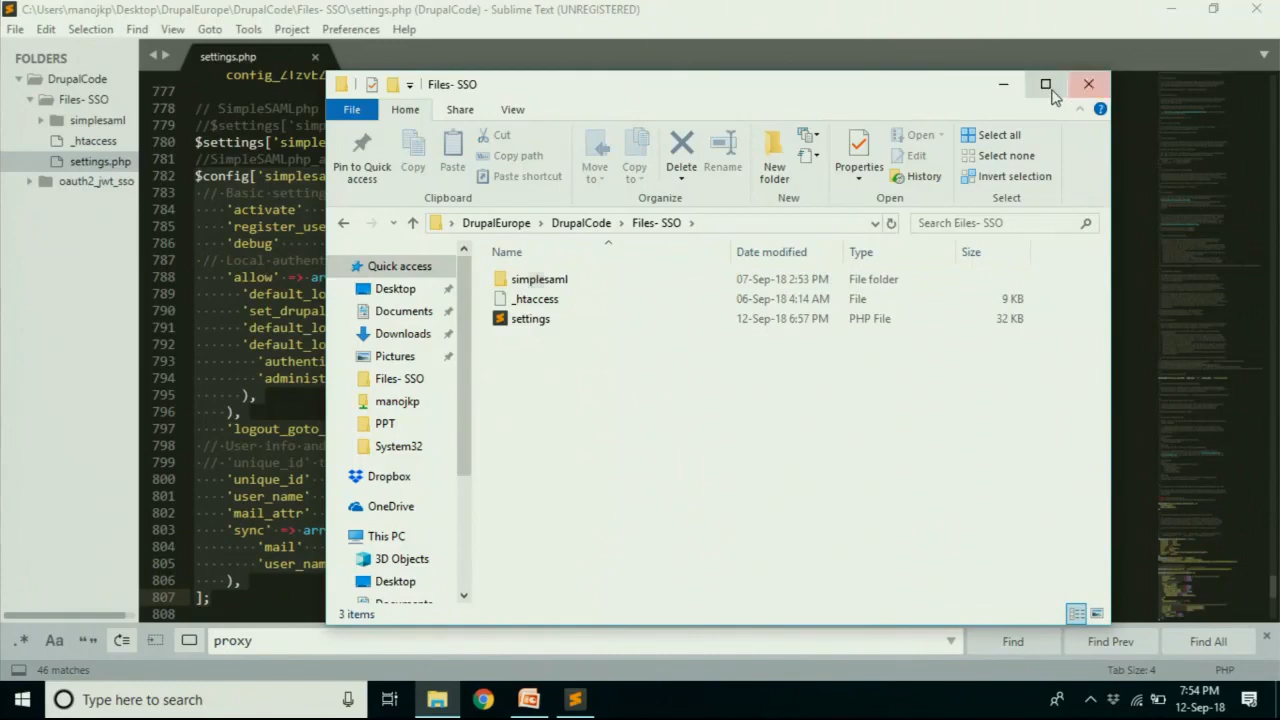 C:\Users\manojkp\Desktop\DrupalEurope\DrupalCode\Files- SSO\settings.php (DrupalCode) - Sublime Text (UNREGISTERED)
File Edit Selection Find View Goto Tools Project Preferences Help
FOLDERS
DrupalCode
Files- SSO
simplesaml
_htaccess
settings.php
oauth2_jwt_sso
settings.php
777
778 // SimpleSAMLphp
779 //$settings['simp
780 $settings['simple
781 //SimpleSAMLphp_a
782 $config['simplesa
783 // Basic setting
784 'activate'
785 'register_use
786 'debug'
787 // Local authent
788 'allow' => arr
789 'default_lo
790 'set_drupal
791 'default_lo
792 'default_lo
793 'authenti
794 'administ
795 ),
796 ),
797 'logout_goto_
798 // User info and
799 // 'unique_id' t
800 'unique_id'
801 'user_name'
802 'mail_attr'
803 'sync' => arr
804 'mail'
805 'user_nam
806 ),
807 ];
808
Files- SSO
File Home Share View
Pin to Quick access
Copy
Paste
Cut
Copy path
Paste shortcut
Clipboard
Move to
Copy to
Delete
Rename
Organize
New folder
New
Properties
Open
Edit
History
Open
Select all
Select none
Invert selection
Select
DrupalEurope > DrupalCode > Files- SSO >
Search Files- SSO
Quick access
Desktop
Documents
Downloads
Pictures
Files- SSO
manojkp
PPT
System32
Dropbox
OneDrive
This PC
3D Objects
Desktop
Documents
Name Date modified Type Size
simplesaml 07-Sep-18 2:53 PM File folder
_htaccess 06-Sep-18 4:14 AM File 9 KB
settings 12-Sep-18 6:57 PM PHP File 32 KB
3 items
.* Aa “” proxy Find Find Prev Find All
46 matches Tab Size: 4 PHP
Type here to search
7:54 PM
12-Sep-18